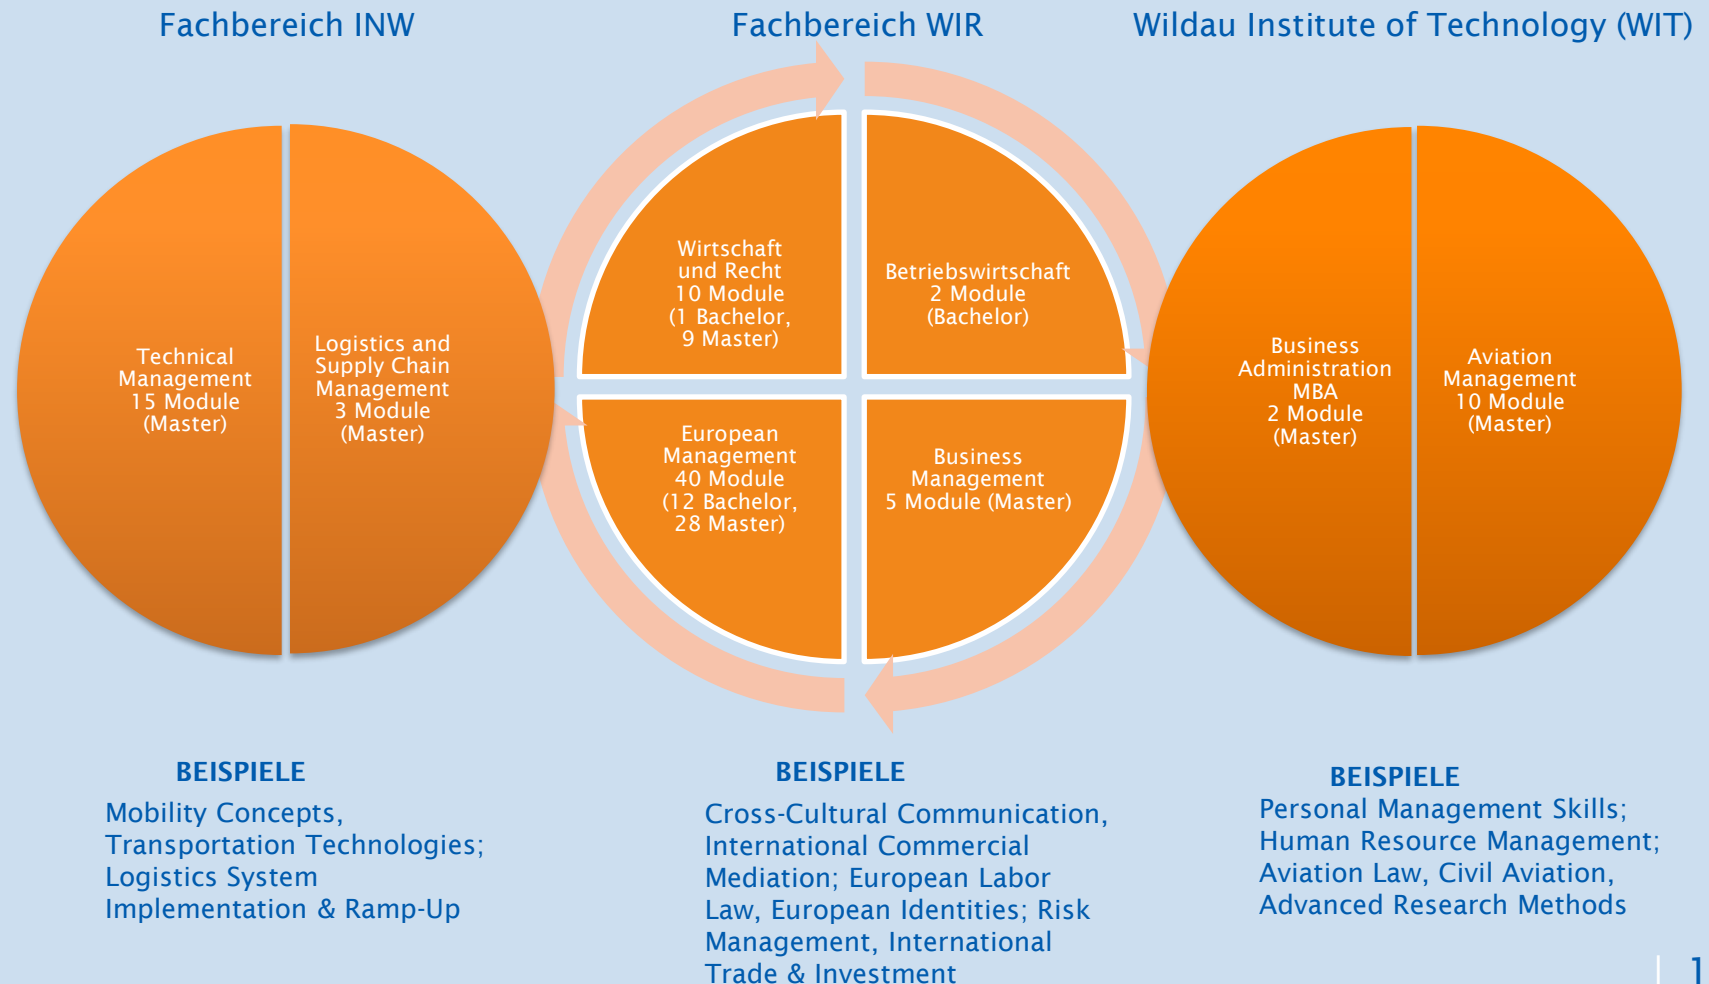 Fachbereich INW
Fachbereich WIR
Wildau Institute of Technology (WIT)
Technical
Management
15 Module
(Master)
Logistics and
Supply Chain
Management
3 Module
(Master)
Wirtschaft
und Recht
10 Module
(1 Bachelor,
9 Master)
Betriebswirtschaft
2 Module
(Bachelor)
European
Management
40 Module
(12 Bachelor,
28 Master)
Business
Management
5 Module (Master)
Business
Administration
MBA
2 Module
(Master)
Aviation
Management
10 Module
(Master)
BEISPIELE
Mobility Concepts,
Transportation Technologies;
Logistics System
Implementation & Ramp-Up
BEISPIELE
Cross-Cultural Communication,
International Commercial
Mediation; European Labor
Law, European Identities; Risk
Management, International
Trade & Investment
BEISPIELE
Personal Management Skills;
Human Resource Management;
Aviation Law, Civil Aviation,
Advanced Research Methods
1